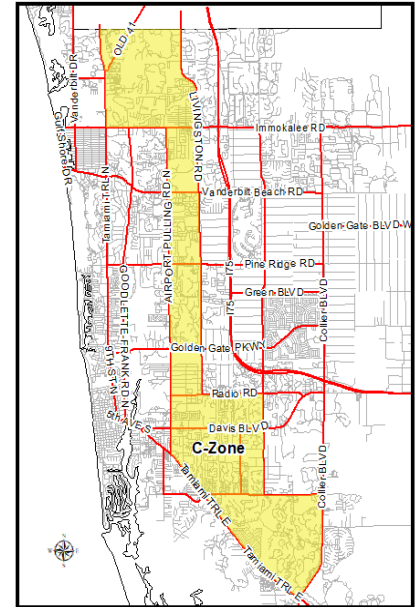 OLD 41
Vanderbilt-DR
LIVINGSTON-RD
Gulf-Shore-DR
Immokalee RD
Tamiami-TRL-N
AIRPORT-PULLING-RD-N
Vanderbilt Beach RD
Golden-Gate BLVD-W
GOODLETTE-FRANK-RD-N
I75
Pine Ridge RD
Green-BLVD
I75
Collier-BLVD
9TH-ST-N
Golden-Gate PKWY
Radio RD
5th-AVE-S
Davis BLVD
C-Zone
Tamiami-TRL-E
Collier-BLVD
Tamiami-TRL-E